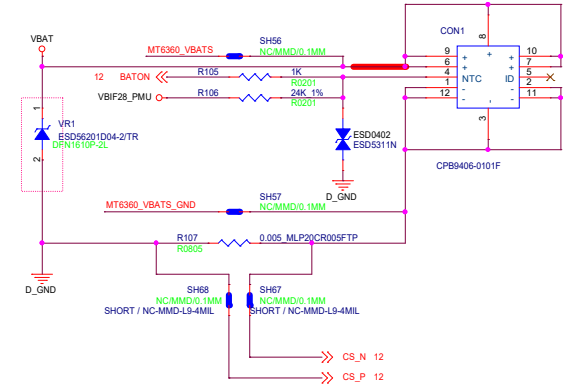 VBAT
MT6360_VBATS
SH56
NC/MMD/0.1MM
CON1
8
9 + + 10
6 + + 7
4 NTC ID 5
1 - - 2
12 - - 11
3
CPB9406-0101F
12 BATON R105 1K
R0201
VBIF28_PMU R106 24K 1%
R0201
1
VR1
ESD56201D04-2/TR
DFN1610P-2L
2
ESD0402
ESD5311N
D_GND
MT6360_VBATS_GND
SH57
NC/MMD/0.1MM
R107 0.005_MLP20CR005FTP
R0805
D_GND
SH68 SH67
NC/MMD/0.1MM NC/MMD/0.1MM
SHORT / NC-MMD-L9-4MIL SHORT / NC-MMD-L9-4MIL
CS_N 12
CS_P 12